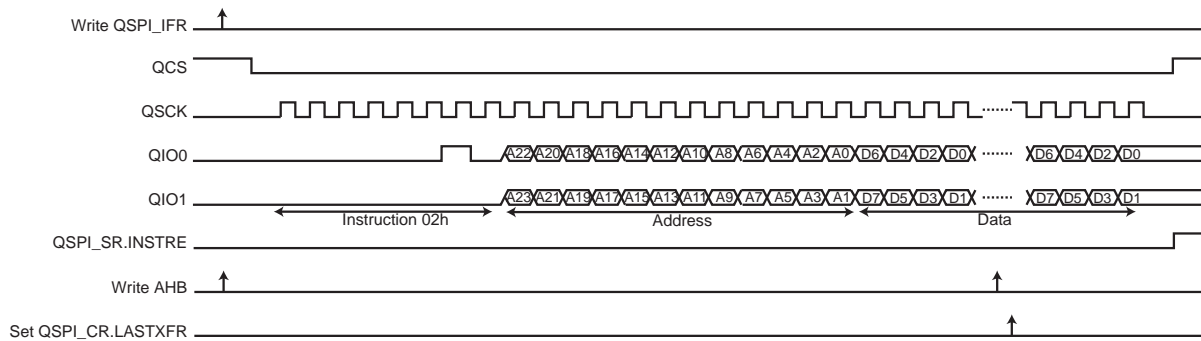 Write QSPI_IFR
QCS
QSCK
QIO0 A22 A20 A18 A16 A14 A12 A10 A8 A6 A4 A2 A0 D6 D4 D2 D0 D6 D4 D2 D0
QIO1 A23 A21 A19 A17 A15 A13 A11 A9 A7 A5 A3 A1 D7 D5 D3 D1 D7 D5 D3 D1
Instruction 02h Address Data
QSPI_SR.INSTRE
Write AHB
Set QSPI_CR.LASTXFR